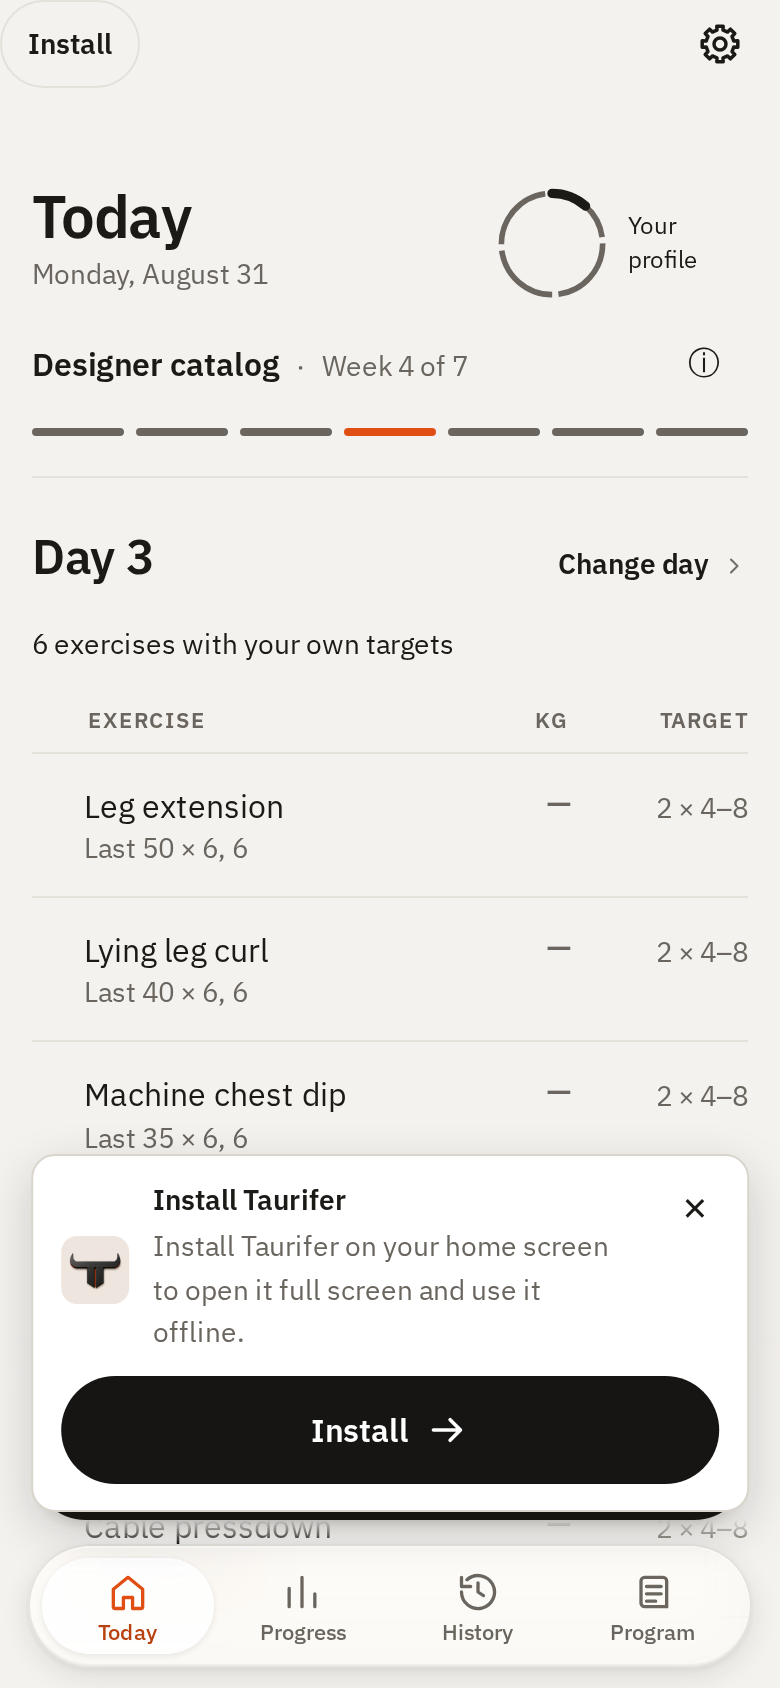 Install
Today
Monday, August 31
Your
profile
Designer catalog · Week 4 of 7
Day 3
Change day
6 exercises with your own targets
EXERCISE KG TARGET
Leg extension — 2 × 4–8
Last 50 × 6, 6
Lying leg curl — 2 × 4–8
Last 40 × 6, 6
Machine chest dip — 2 × 4–8
Last 35 × 6, 6
Install Taurifer
Install Taurifer on your home screen
to open it full screen and use it
offline.
Install
Cable pressdown — 2 × 4–8
Today Progress History Program